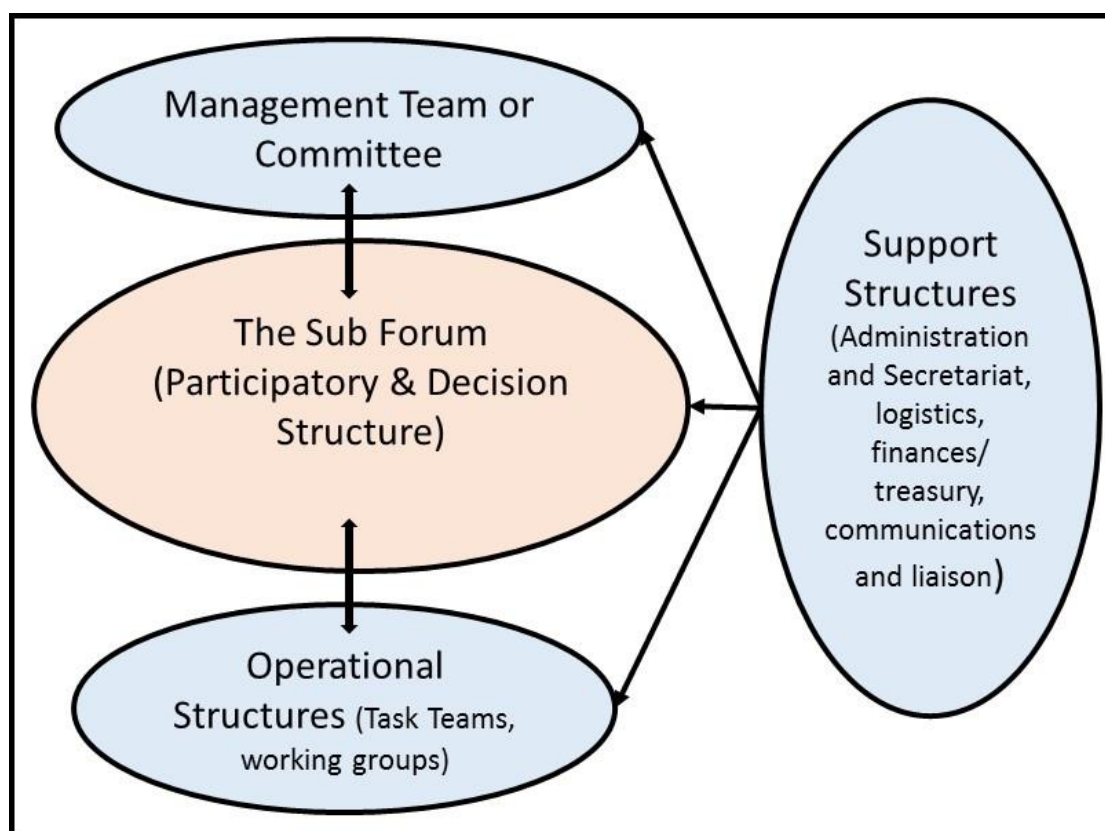 Management Team or
Committee
The Sub Forum
(Participatory & Decision
Structure)
Operational
Structures (Task Teams,
working groups)
Support
Structures
(Administration
and Secretariat,
logistics,
finances/
treasury,
communications
and liaison)